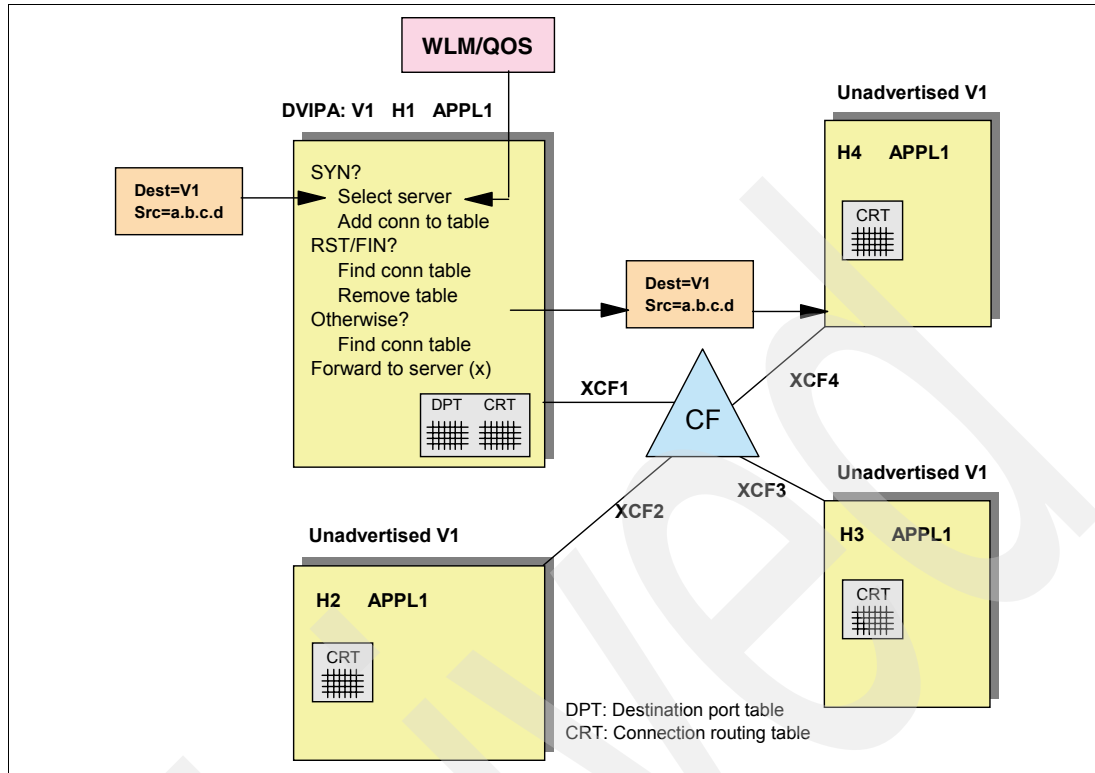 WLM/QOS
DVIPA: V1 H1 APPL1
Dest=V1
Src=a.b.c.d
SYN?
Select server
Add conn to table
RST/FIN?
Find conn table
Remove table
Otherwise?
Find conn table
Forward to server (x)
DPT CRT
Dest=V1
Src=a.b.c.d
Unadvertised V1
H4 APPL1
CRT
XCF1
CF
XCF4
XCF2
XCF3
Unadvertised V1
H3 APPL1
CRT
Unadvertised V1
H2 APPL1
CRT
DPT: Destination port table
CRT: Connection routing table